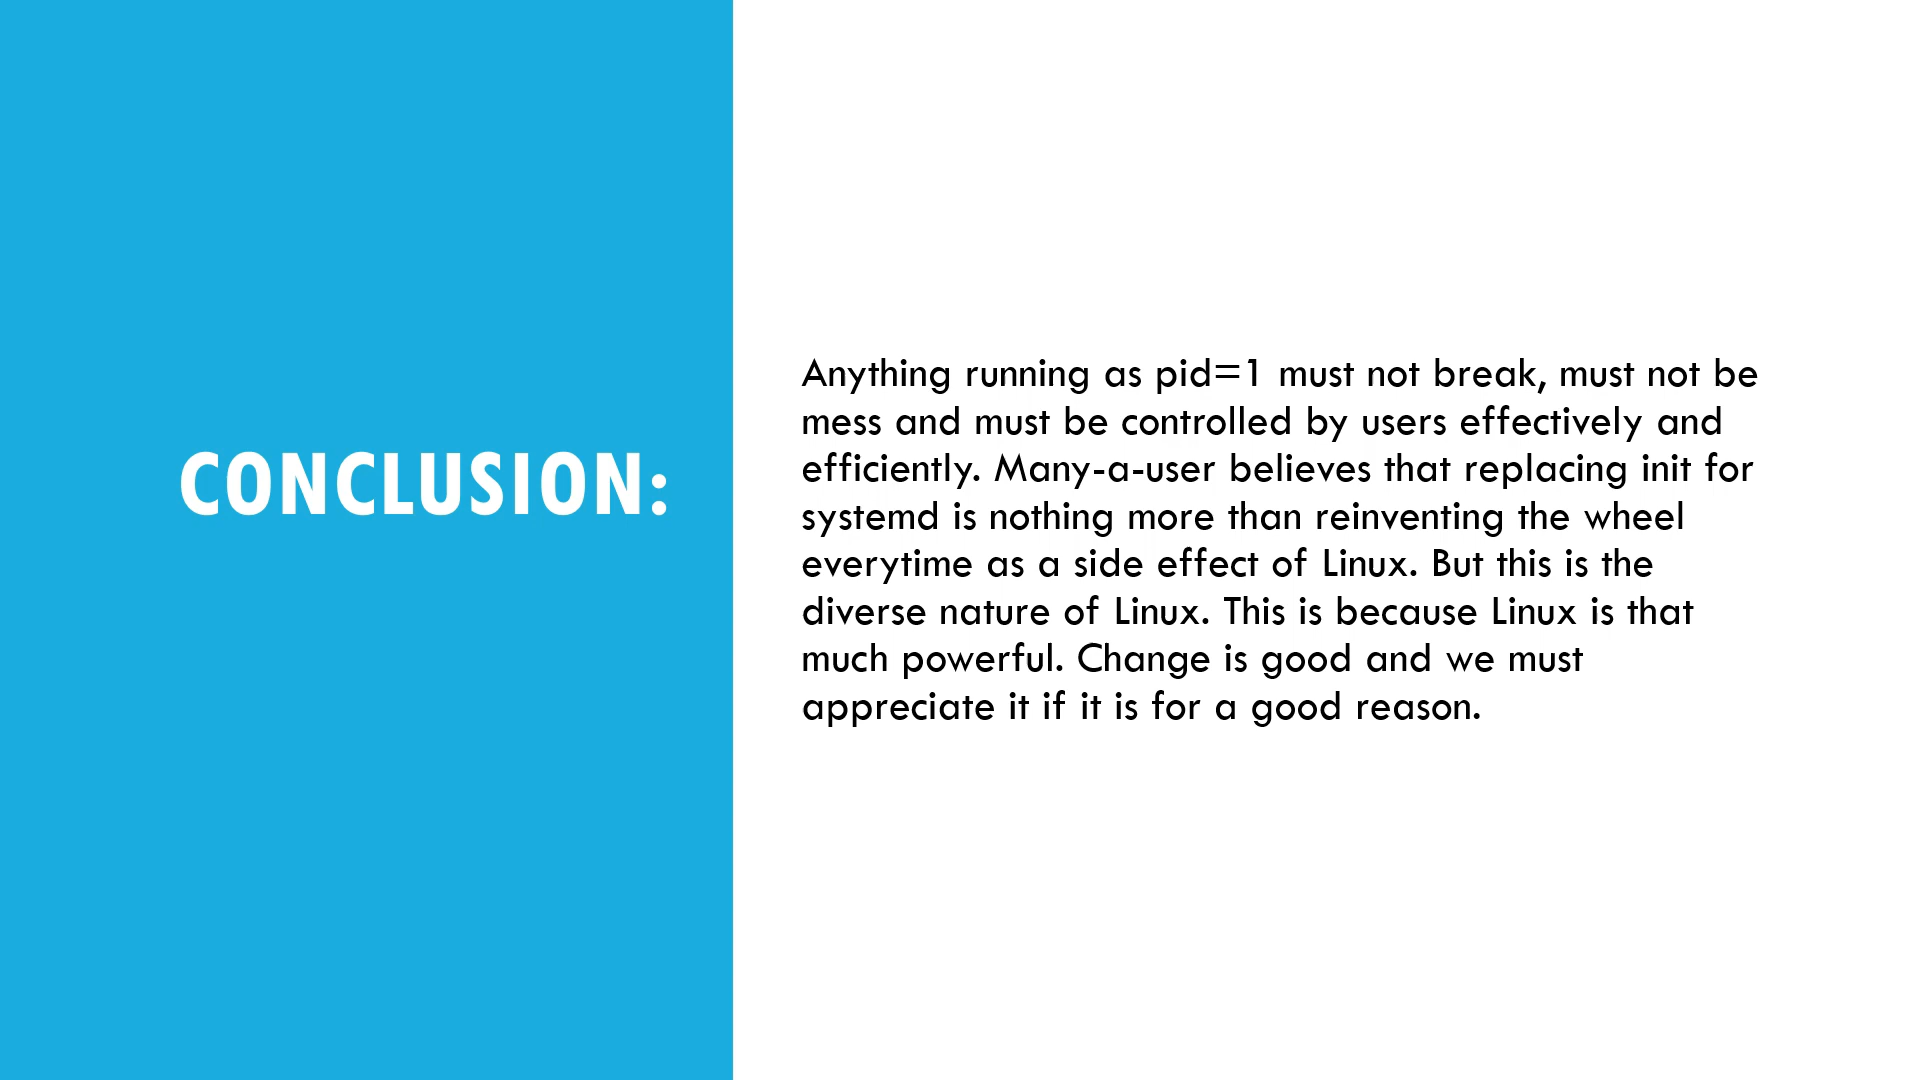 CONCLUSION:
Anything running as pid=1 must not break, must not be
mess and must be controlled by users effectively and
efficiently. Many-a-user believes that replacing init for
systemd is nothing more than reinventing the wheel
everytime as a side effect of Linux. But this is the
diverse nature of Linux. This is because Linux is that
much powerful. Change is good and we must
appreciate it if it is for a good reason.